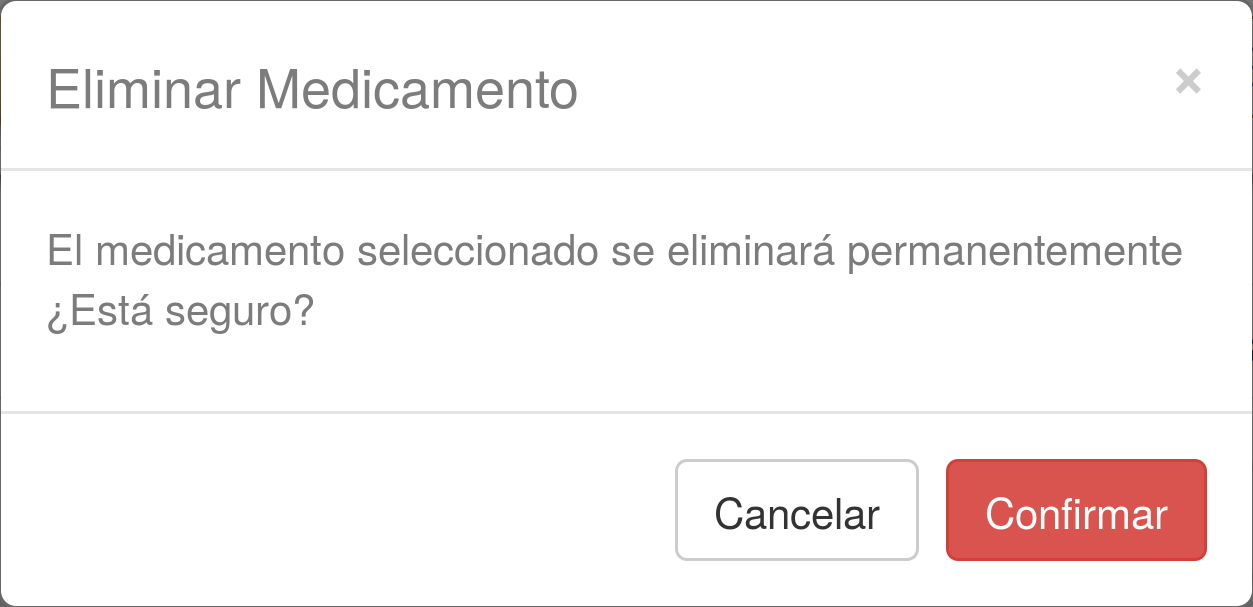 Eliminar Medicamento
×
El medicamento seleccionado se eliminará permanentemente
¿Está seguro?
Cancelar
Confirmar